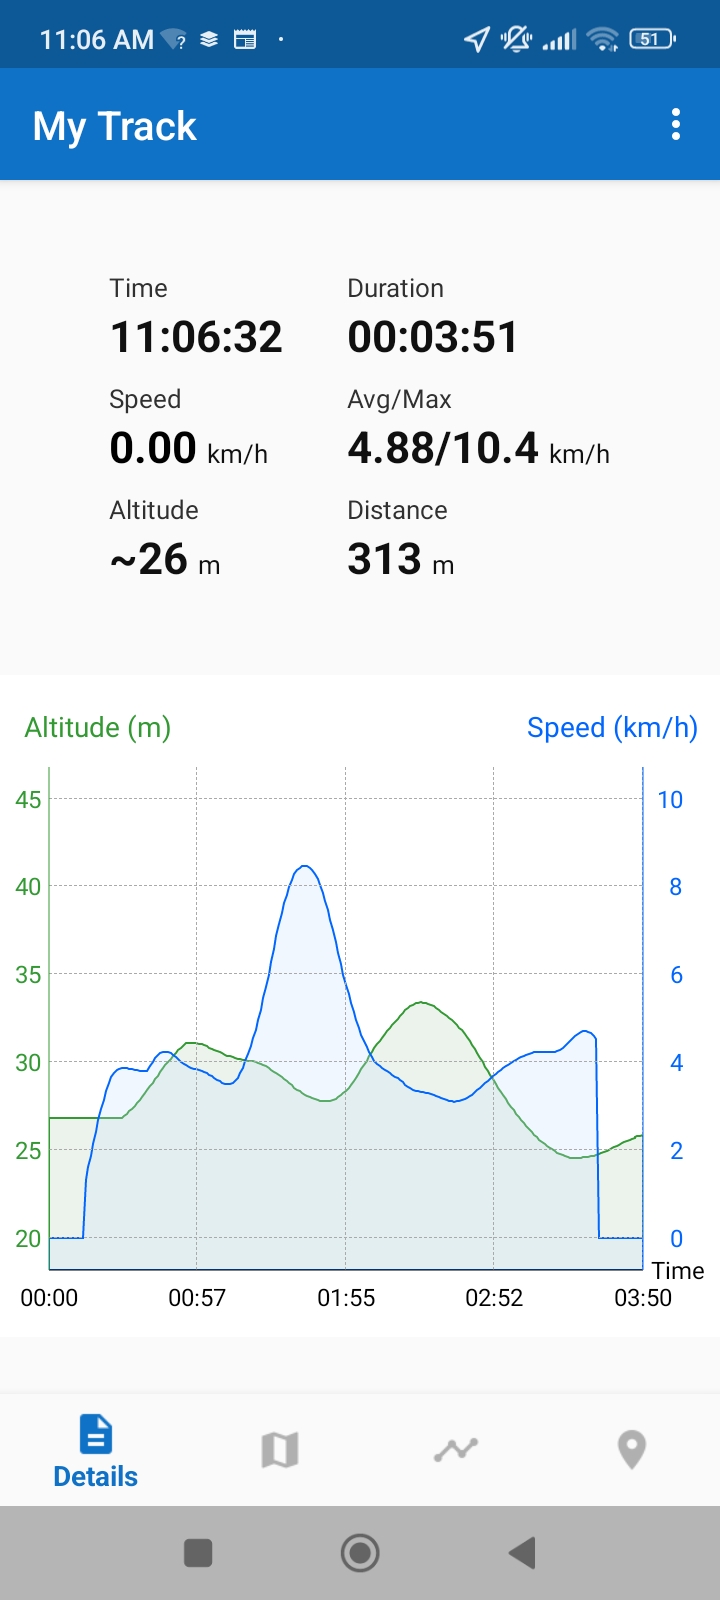 11:06 AM ? 51
My Track
Time Duration
11:06:32 00:03:51
Speed Avg/Max
0.00 km/h 4.88/10.4 km/h
Altitude Distance
~26 m 313 m
Altitude (m) Speed (km/h)
45 10
40 8
35 6
30 4
25 2
20 0
Time
00:00 00:57 01:55 02:52 03:50
Details